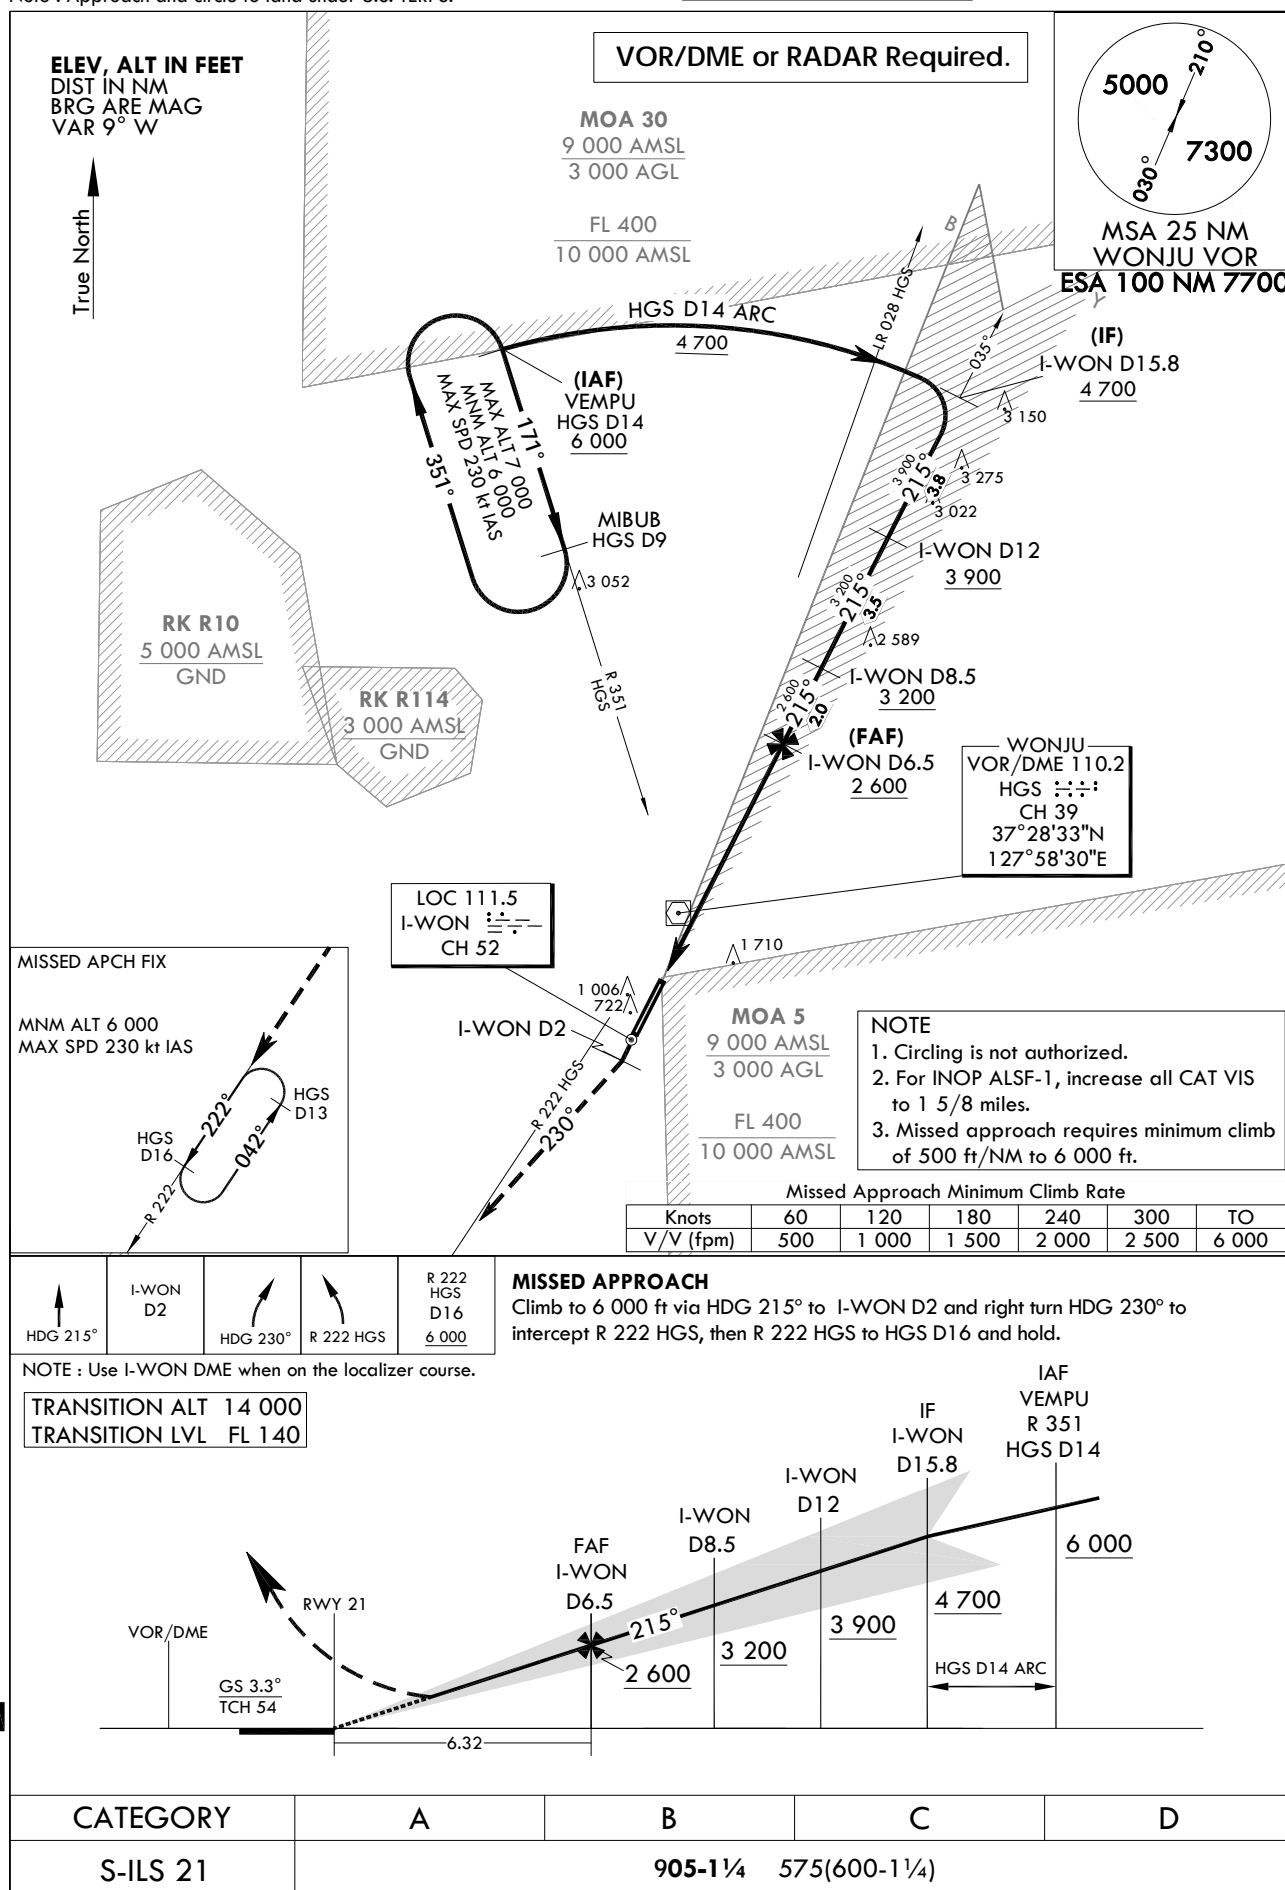 VOR/DME or RADAR Required.
ELEV, ALT IN FEET
DIST IN NM
BRG ARE MAG
VAR 9° W
True North
MOA 30
9 000 AMSL
3 000 AGL
FL 400
10 000 AMSL
5000
210°
7300
030°
MSA 25 NM
WONJU VOR
ESA 100 NM 7700
B
Y
HGS D14 ARC
4 700
LR 028 HGS
035°
(IF)
I-WON D15.8
4 700
3 150
(IAF)
VEMPU
HGS D14
6 000
171°
MAX ALT 7 000
MNM ALT 6 000
MAX SPD 230 kt IAS
351°
MIBUB
HGS D9
3 052
3 900
215°
3.8
3 275
3 022
I-WON D12
3 900
3 200
215°
3.5
2 589
I-WON D8.5
3 200
2 600
215°
2.0
(FAF)
I-WON D6.5
2 600
RK R10
5 000 AMSL
GND
RK R114
3 000 AMSL
GND
R 351
HGS
WONJU
VOR/DME 110.2
HGS
CH 39
37°28'33"N
127°58'30"E
LOC 111.5
I-WON
CH 52
1 710
1 006
722
I-WON D2
R 222 HGS
230°
MISSED APCH FIX
MNM ALT 6 000
MAX SPD 230 kt IAS
222°
042°
HGS
D13
HGS
D16
R 222
MOA 5
9 000 AMSL
3 000 AGL
FL 400
10 000 AMSL
NOTE
1. Circling is not authorized.
2. For INOP ALSF-1, increase all CAT VIS
to 1 5/8 miles.
3. Missed approach requires minimum climb
of 500 ft/NM to 6 000 ft.
Missed Approach Minimum Climb Rate
Knots 60 120 180 240 300 TO
V/V (fpm) 500 1 000 1 500 2 000 2 500 6 000
HDG 215°
I-WON
D2
HDG 230°
R 222 HGS
R 222
HGS
D16
6 000
MISSED APPROACH
Climb to 6 000 ft via HDG 215° to I-WON D2 and right turn HDG 230° to
intercept R 222 HGS, then R 222 HGS to HGS D16 and hold.
NOTE : Use I-WON DME when on the localizer course.
TRANSITION ALT 14 000
TRANSITION LVL FL 140
IAF
VEMPU
R 351
HGS D14
IF
I-WON
D15.8
I-WON
D12
I-WON
D8.5
FAF
I-WON
D6.5
RWY 21
VOR/DME
GS 3.3°
TCH 54
215°
2 600
3 200
3 900
4 700
6 000
HGS D14 ARC
6.32
CATEGORY A B C D
S-ILS 21 905-1¼ 575(600-1¼)